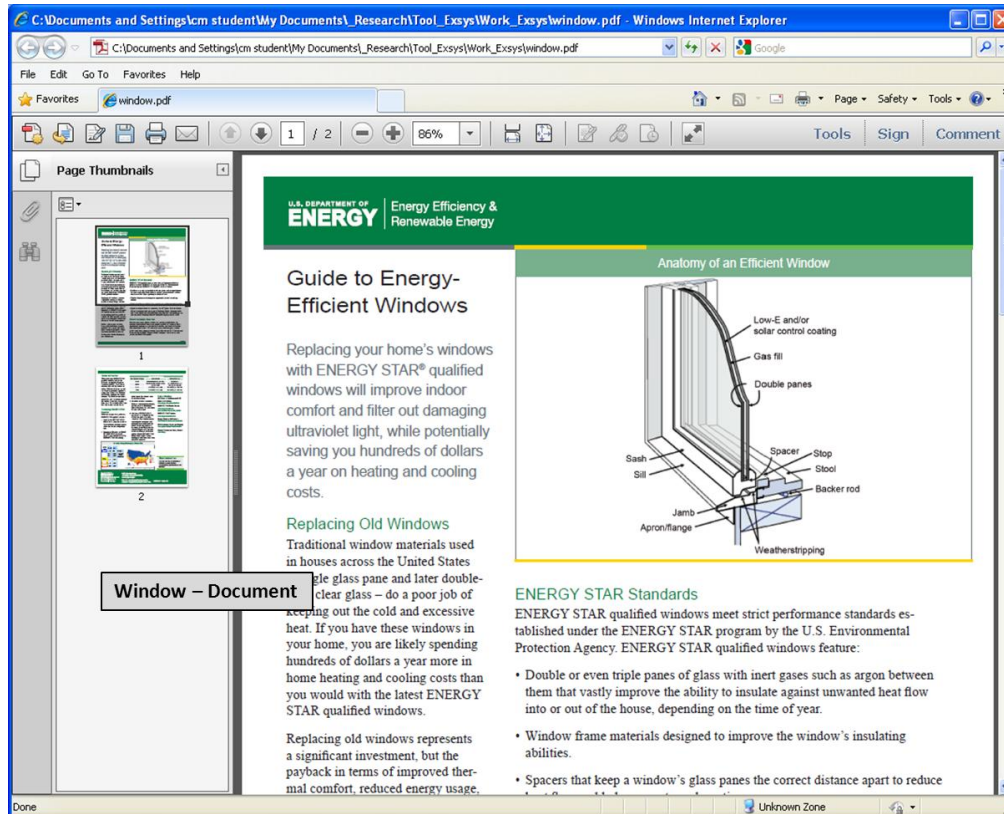 C:\Documents and Settings\cm student\My Documents\_Research\Tool_Exsys\Work_Exsys\window.pdf - Windows Internet Explorer
C:\Documents and Settings\cm student\My Documents\_Research\Tool_Exsys\Work_Exsys\window.pdf
Google
File Edit Go To Favorites Help
Favorites window.pdf Page Safety Tools
1 / 2 86% Tools Sign Comment
Page Thumbnails
1
2
U.S. DEPARTMENT OF
ENERGY
Energy Efficiency &
Renewable Energy
Guide to Energy-
Efficient Windows
Replacing your home's windows
with ENERGY STAR® qualified
windows will improve indoor
comfort and filter out damaging
ultraviolet light, while potentially
saving you hundreds of dollars
a year on heating and cooling
costs.
Replacing Old Windows
Traditional window materials used
in houses across the United States
glass pane and later double-
clear glass – do a poor job of
keeping out the cold and excessive
heat. If you have these windows in
your home, you are likely spending
hundreds of dollars a year more in
home heating and cooling costs than
you would with the latest ENERGY
STAR qualified windows.
Replacing old windows represents
a significant investment, but the
payback in terms of improved ther-
mal comfort, reduced energy usage,
Window – Document
Anatomy of an Efficient Window
Low-E and/or
solar control coating
Gas fill
Double panes
Spacer
Stop
Stool
Sash
Sill
Backer rod
Jamb
Apron/flange
Weatherstripping
ENERGY STAR Standards
ENERGY STAR qualified windows meet strict performance standards es-
tablished under the ENERGY STAR program by the U.S. Environmental
Protection Agency. ENERGY STAR qualified windows feature:
• Double or even triple panes of glass with inert gases such as argon between
them that vastly improve the ability to insulate against unwanted heat flow
into or out of the house, depending on the time of year.
• Window frame materials designed to improve the window's insulating
abilities.
• Spacers that keep a window's glass panes the correct distance apart to reduce
Done
Unknown Zone